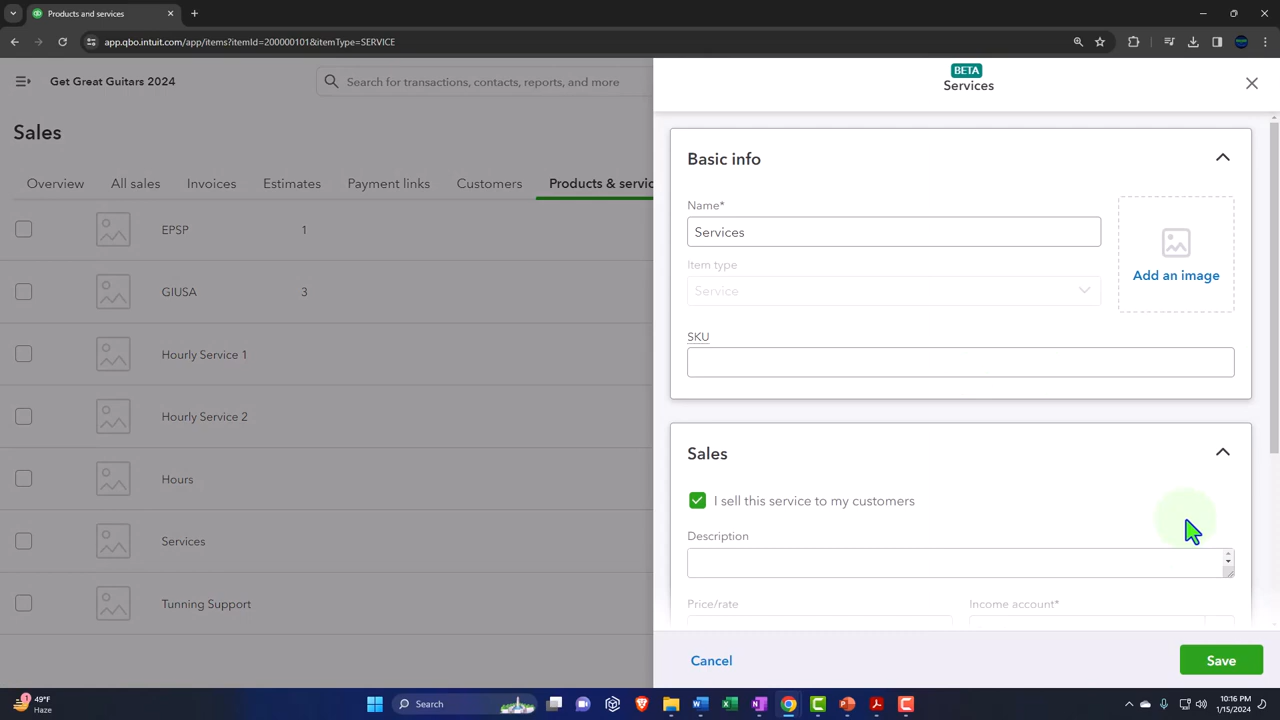 Products and services
app.qbo.intuit.com/app/items?itemId=200000101&itemType=SERVICE
Get Great Guitars 2024
Search for transactions, contacts, reports, and more
BETA
Services
Sales
Overview
All sales
Invoices
Estimates
Payment links
Customers
Products & servic
EPSP 1
GIUSA 3
Hourly Service 1
Hourly Service 2
Hours
Services
Tunning Support
Basic info
Name*
Services
Item type
Service
SKU
Add an image
Sales
I sell this service to my customers
Description
Price/rate
Income account*
Cancel
Save
1
49°F
Haze
Search
10:16 PM
1/15/2024